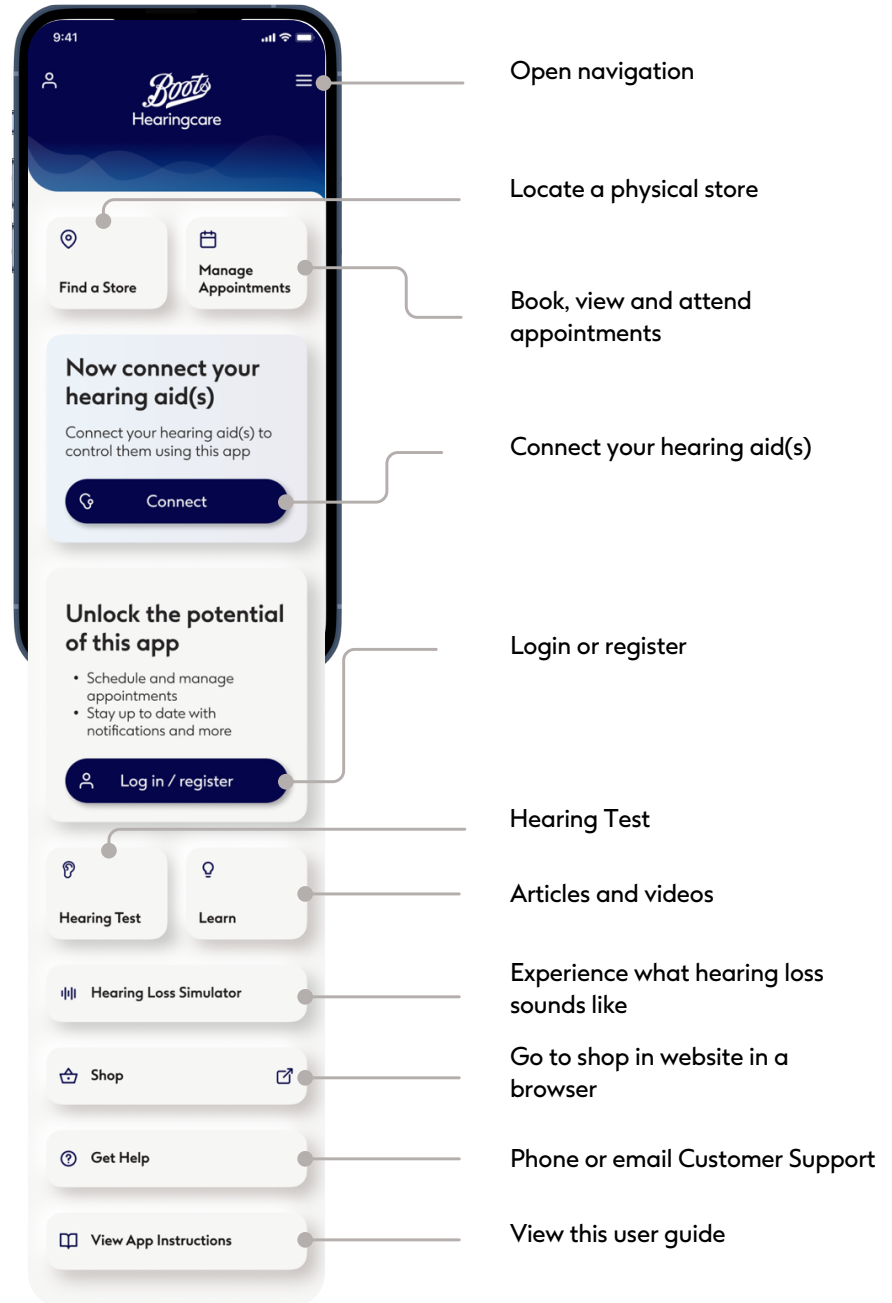 9:41
Boots
Hearingcare
Open navigation
Locate a physical store
Find a Store
Manage
Appointments
Book, view and attend
appointments
Now connect your
hearing aid(s)
Connect your hearing aid(s) to
control them using this app
Connect
Connect your hearing aid(s)
Unlock the potential
of this app
• Schedule and manage
appointments
• Stay up to date with
notifications and more
Log in / register
Login or register
Hearing Test
Hearing Test
Learn
Articles and videos
Hearing Loss Simulator
Experience what hearing loss
sounds like
Shop
Go to shop in website in a
browser
Get Help
Phone or email Customer Support
View App Instructions
View this user guide